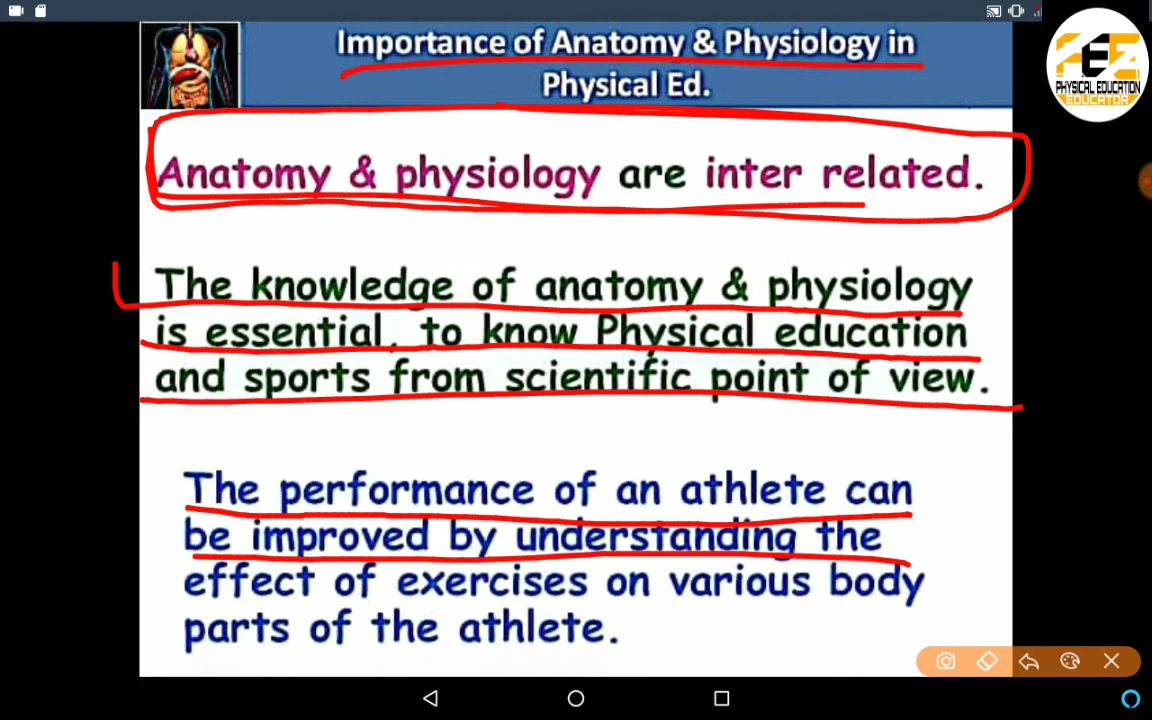 Importance of Anatomy & Physiology in
Physical Ed.
PEE
PHYSICAL EDUCATION
EDUCATOR
Anatomy & physiology are inter related.
The knowledge of anatomy & physiology
is essential, to know Physical education
and sports from scientific point of view.
The performance of an athlete can
be improved by understanding the
effect of exercises on various body
parts of the athlete.